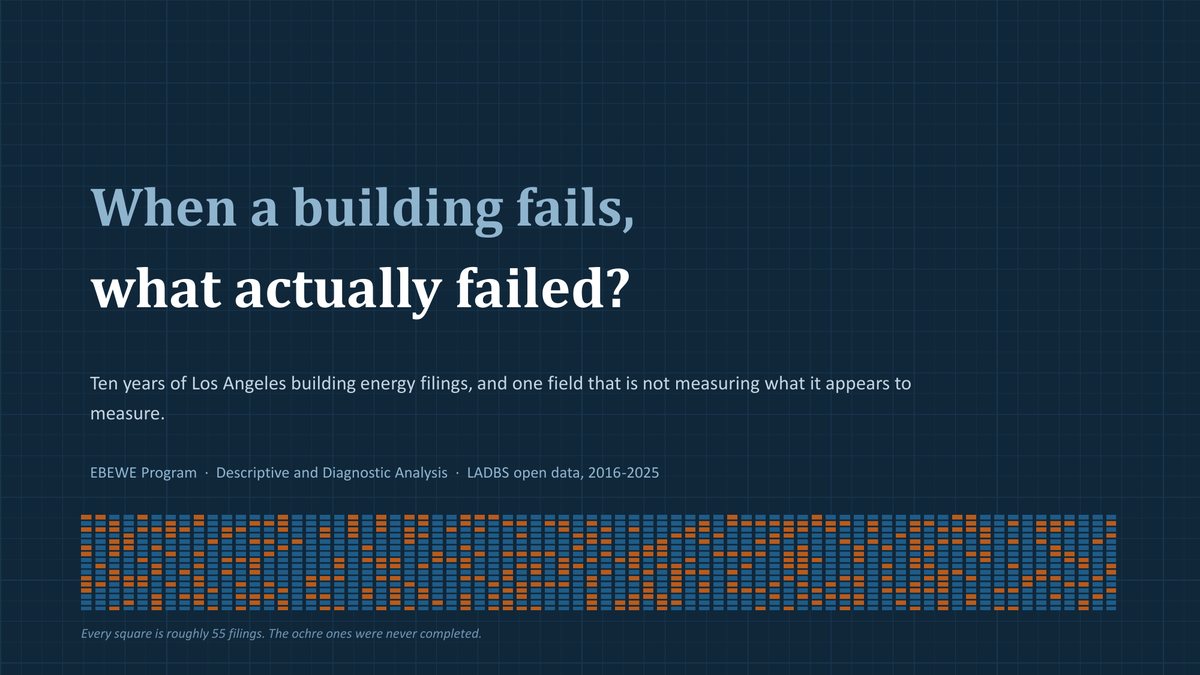 When a building fails,
what actually failed?
Ten years of Los Angeles building energy filings, and one field that is not measuring what it appears to
measure.
EBEWE Program · Descriptive and Diagnostic Analysis · LADBS open data, 2016-2025
Every square is roughly 55 filings. The ochre ones were never completed.